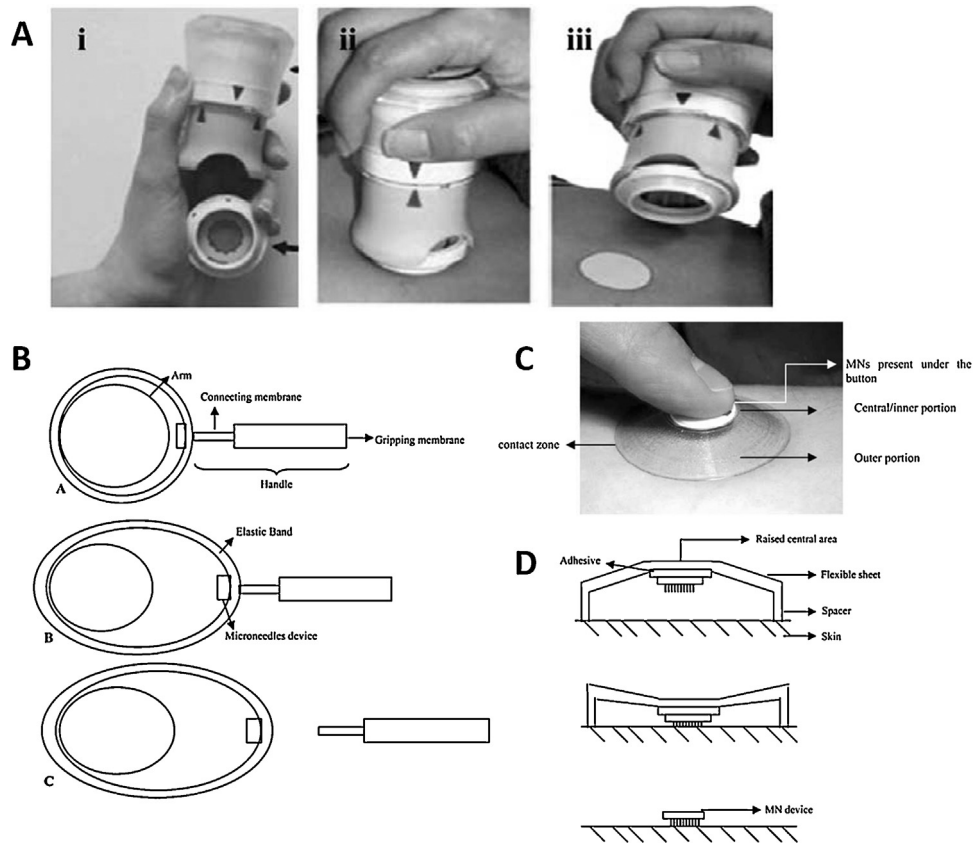 A
i
ii
iii
B
Arm
Connecting membrane
Gripping membrane
A
Handle
Elastic Band
B
Microneedles device
C
C
MNs present under the
button
Central/inner portion
contact zone
Outer portion
D
Raised central area
Adhesive
Flexible sheet
Spacer
Skin
MN device